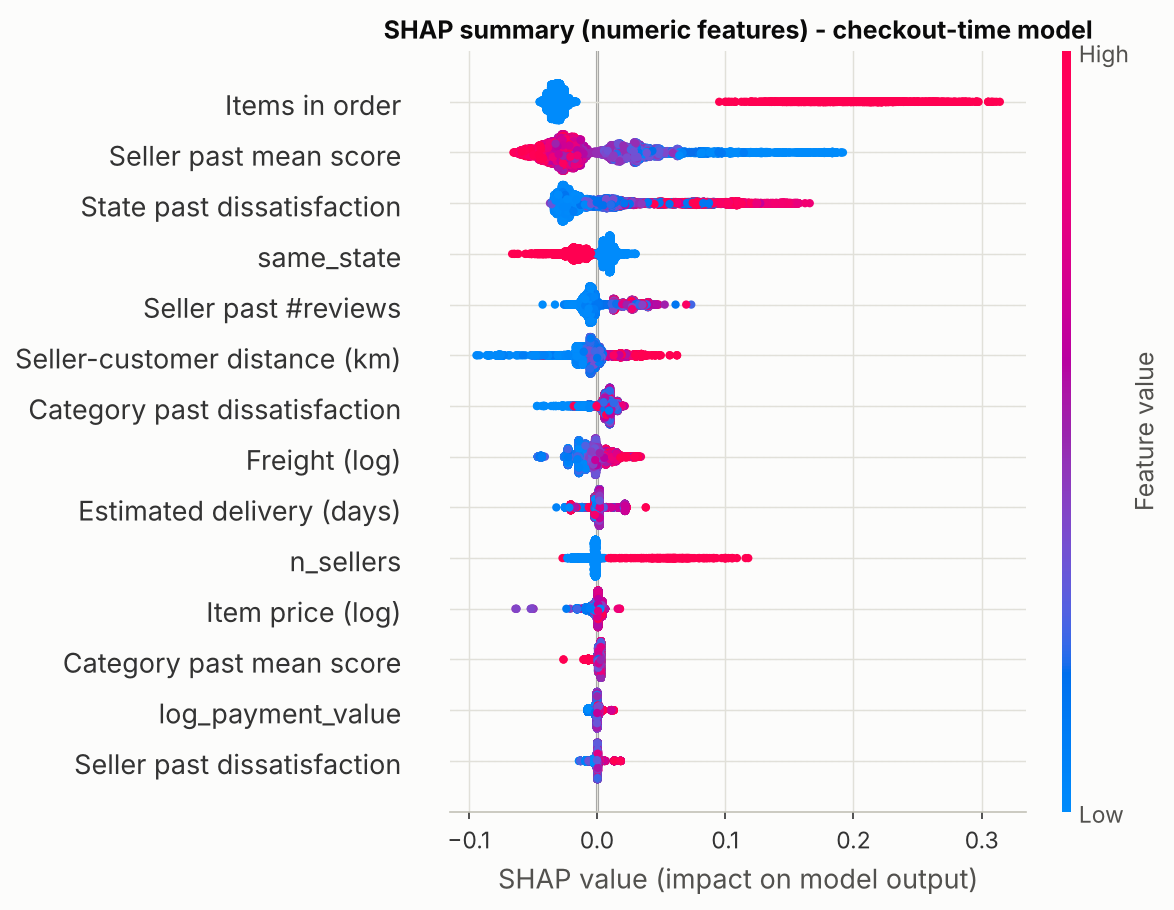 SHAP summary (numeric features) - checkout-time model
High
Items in order
Seller past mean score
State past dissatisfaction
same_state
Seller past #reviews
Seller-customer distance (km)
Category past dissatisfaction
Freight (log)
Estimated delivery (days)
n_sellers
Item price (log)
Category past mean score
log_payment_value
Seller past dissatisfaction
Feature value
Low
−0.1 0.0 0.1 0.2 0.3
SHAP value (impact on model output)